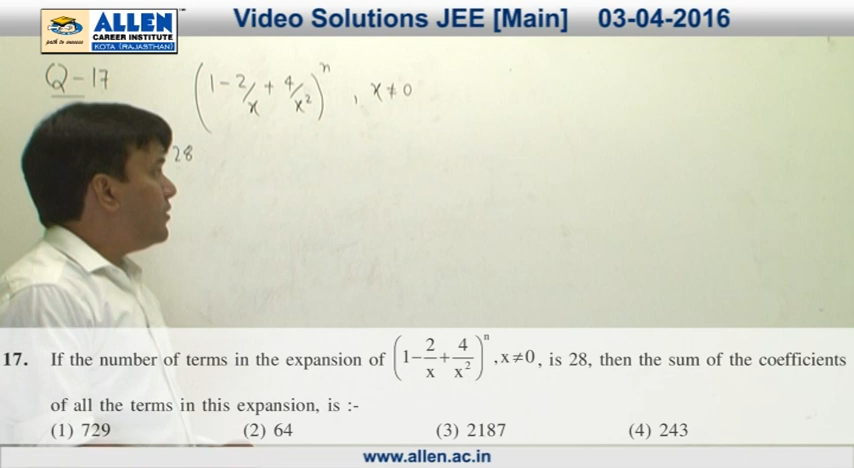 ALLEN
CAREER INSTITUTE
KOTA (RAJASTHAN)
path to success
Video Solutions JEE [Main] 03-04-2016
Q-17 (1 - 2/x + 4/x²)ⁿ, x ≠ 0
28
17. If the number of terms in the expansion of (1 - 2/x + 4/x²)ⁿ, x≠0, is 28, then the sum of the coefficients
of all the terms in this expansion, is :-
(1) 729 (2) 64 (3) 2187 (4) 243
www.allen.ac.in